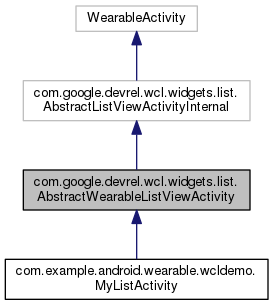 WearableActivity
com.google.devrel.wcl.widgets.list.
AbstractListViewActivityInternal
com.google.devrel.wcl.widgets.list.
AbstractWearableListViewActivity
com.example.android.wearable.wcldemo.
MyListActivity